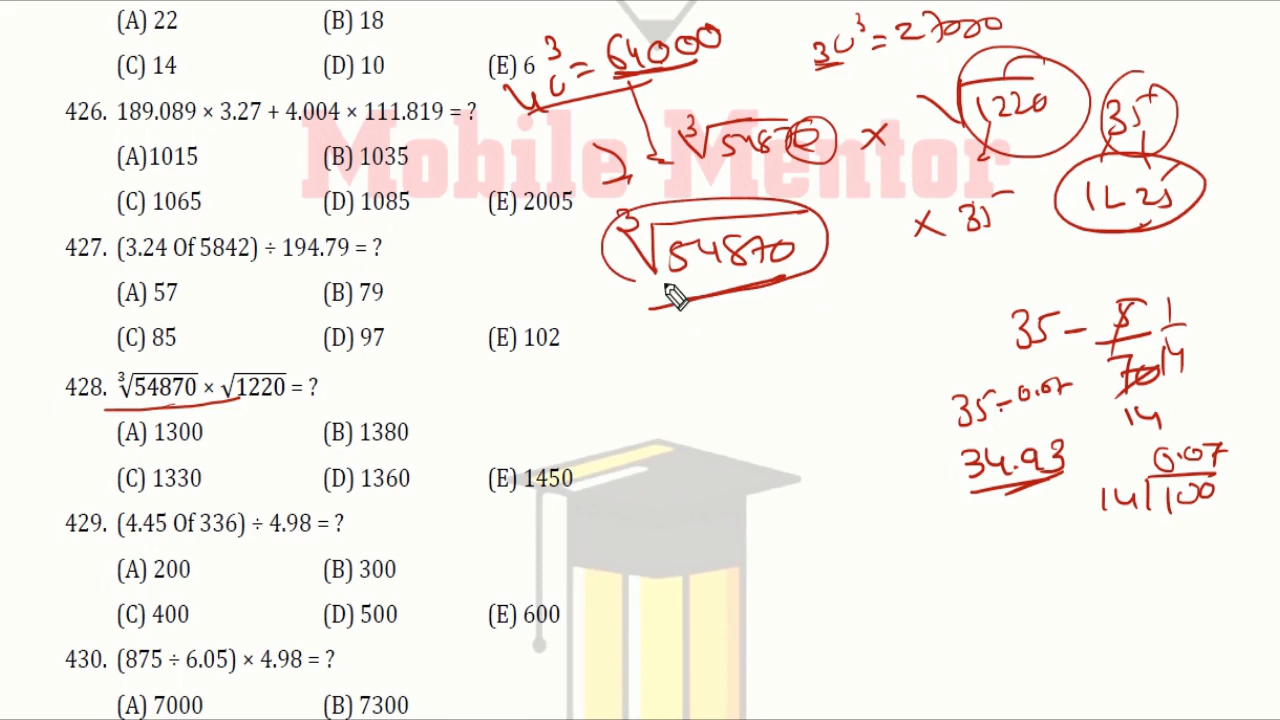 (A) 22 (B) 18
(C) 14 (D) 10 (E) 6
426. 189.089 × 3.27 + 4.004 × 111.819 = ?
(A)1015 (B) 1035
(C) 1065 (D) 1085 (E) 2005
427. (3.24 Of 5842) ÷ 194.79 = ?
(A) 57 (B) 79
(C) 85 (D) 97 (E) 102
428. ∛54870 × √1220 = ?
(A) 1300 (B) 1380
(C) 1330 (D) 1360 (E) 1450
429. (4.45 Of 336) ÷ 4.98 = ?
(A) 200 (B) 300
(C) 400 (D) 500 (E) 600
430. (875 ÷ 6.05) × 4.98 = ?
(A) 7000 (B) 7300
Mobile Mentor
40³ = 64000
30³ = 27000
√1220
35
1225
× 35
∛54870
35 -
1
14
35 - 0.07
14
34.93
0.07
14 100